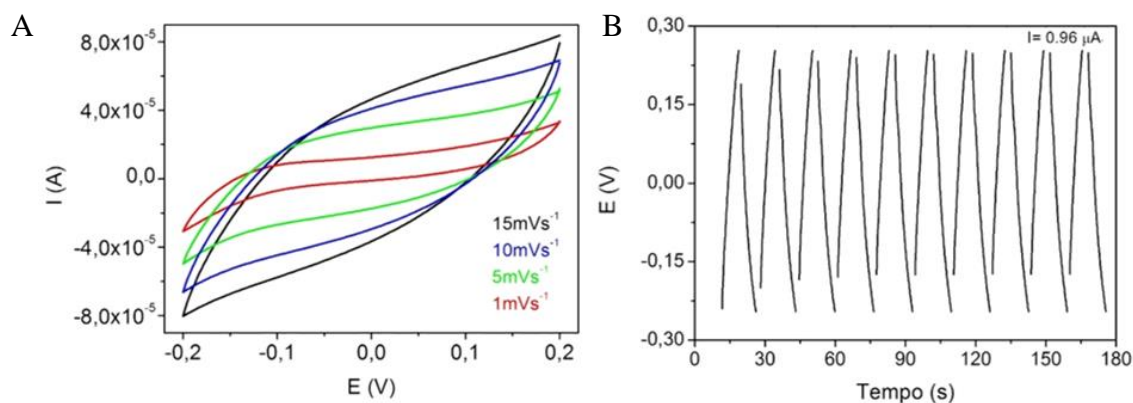 A
8,0x10⁻⁵
4,0x10⁻⁵
0,0
-4,0x10⁻⁵
-8,0x10⁻⁵
I (A)
15mVs⁻¹
10mVs⁻¹
5mVs⁻¹
1mVs⁻¹
-0,2 -0,1 0,0 0,1 0,2
E (V)
B
I= 0.96 µA
0,30
0,15
0,00
-0,15
-0,30
E (V)
0 30 60 90 120 150 180
Tempo (s)